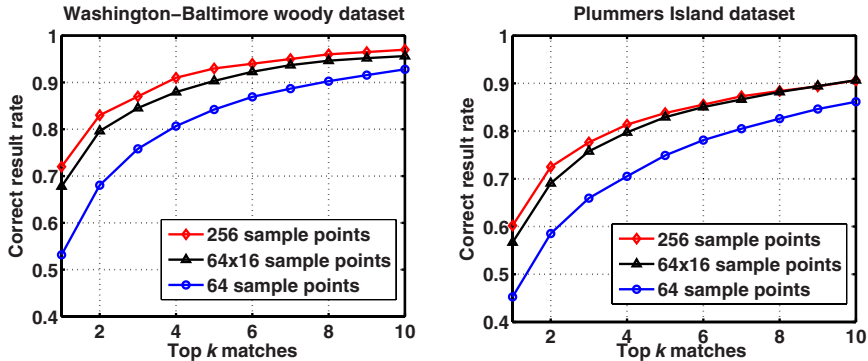 Washington−Baltimore woody dataset
Correct result rate
1
0.9
0.8
0.7
0.6
0.5
0.4
2
4
6
8
10
Top k matches
256 sample points
64x16 sample points
64 sample points
Plummers Island dataset
Correct result rate
1
0.9
0.8
0.7
0.6
0.5
0.4
2
4
6
8
10
Top k matches
256 sample points
64x16 sample points
64 sample points